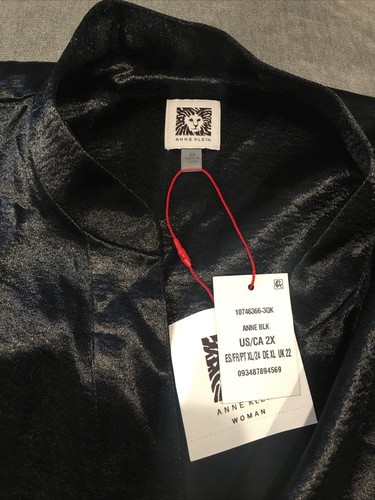 ANNE KLEIN
2X
10746366-3QK
ANNE BLK
US/CA 2X
ES/FR/PT XL/24 DE XL UK 22
093487894569
ANNE KLEIN
WOMAN